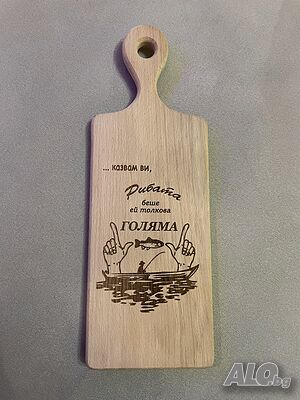 ... казвам ви,
Рибата
беше
ей толкова
ГОЛЯМА
ALO.bg